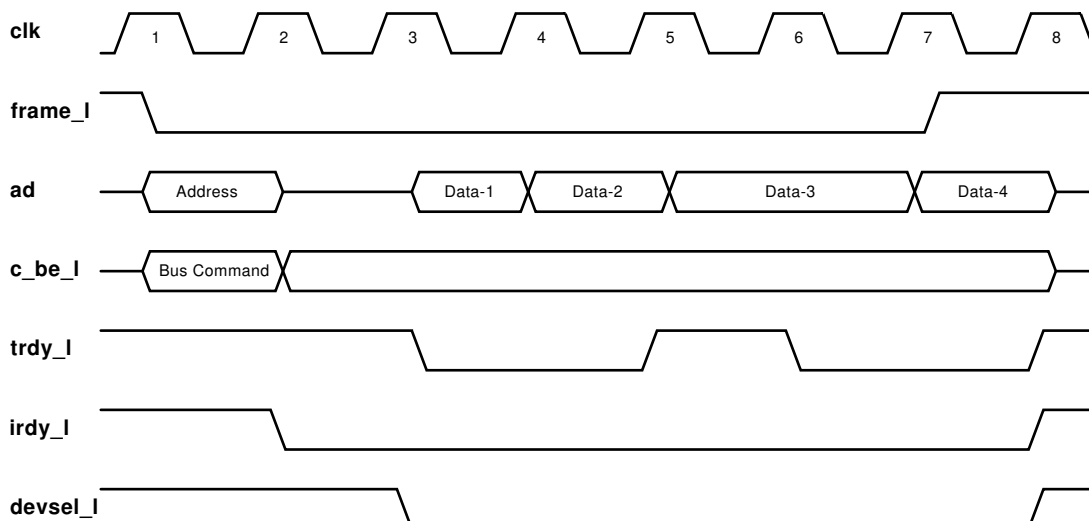 clk 1 2 3 4 5 6 7 8
frame_l
ad Address Data-1 Data-2 Data-3 Data-4
c_be_l Bus Command
trdy_l
irdy_l
devsel_l